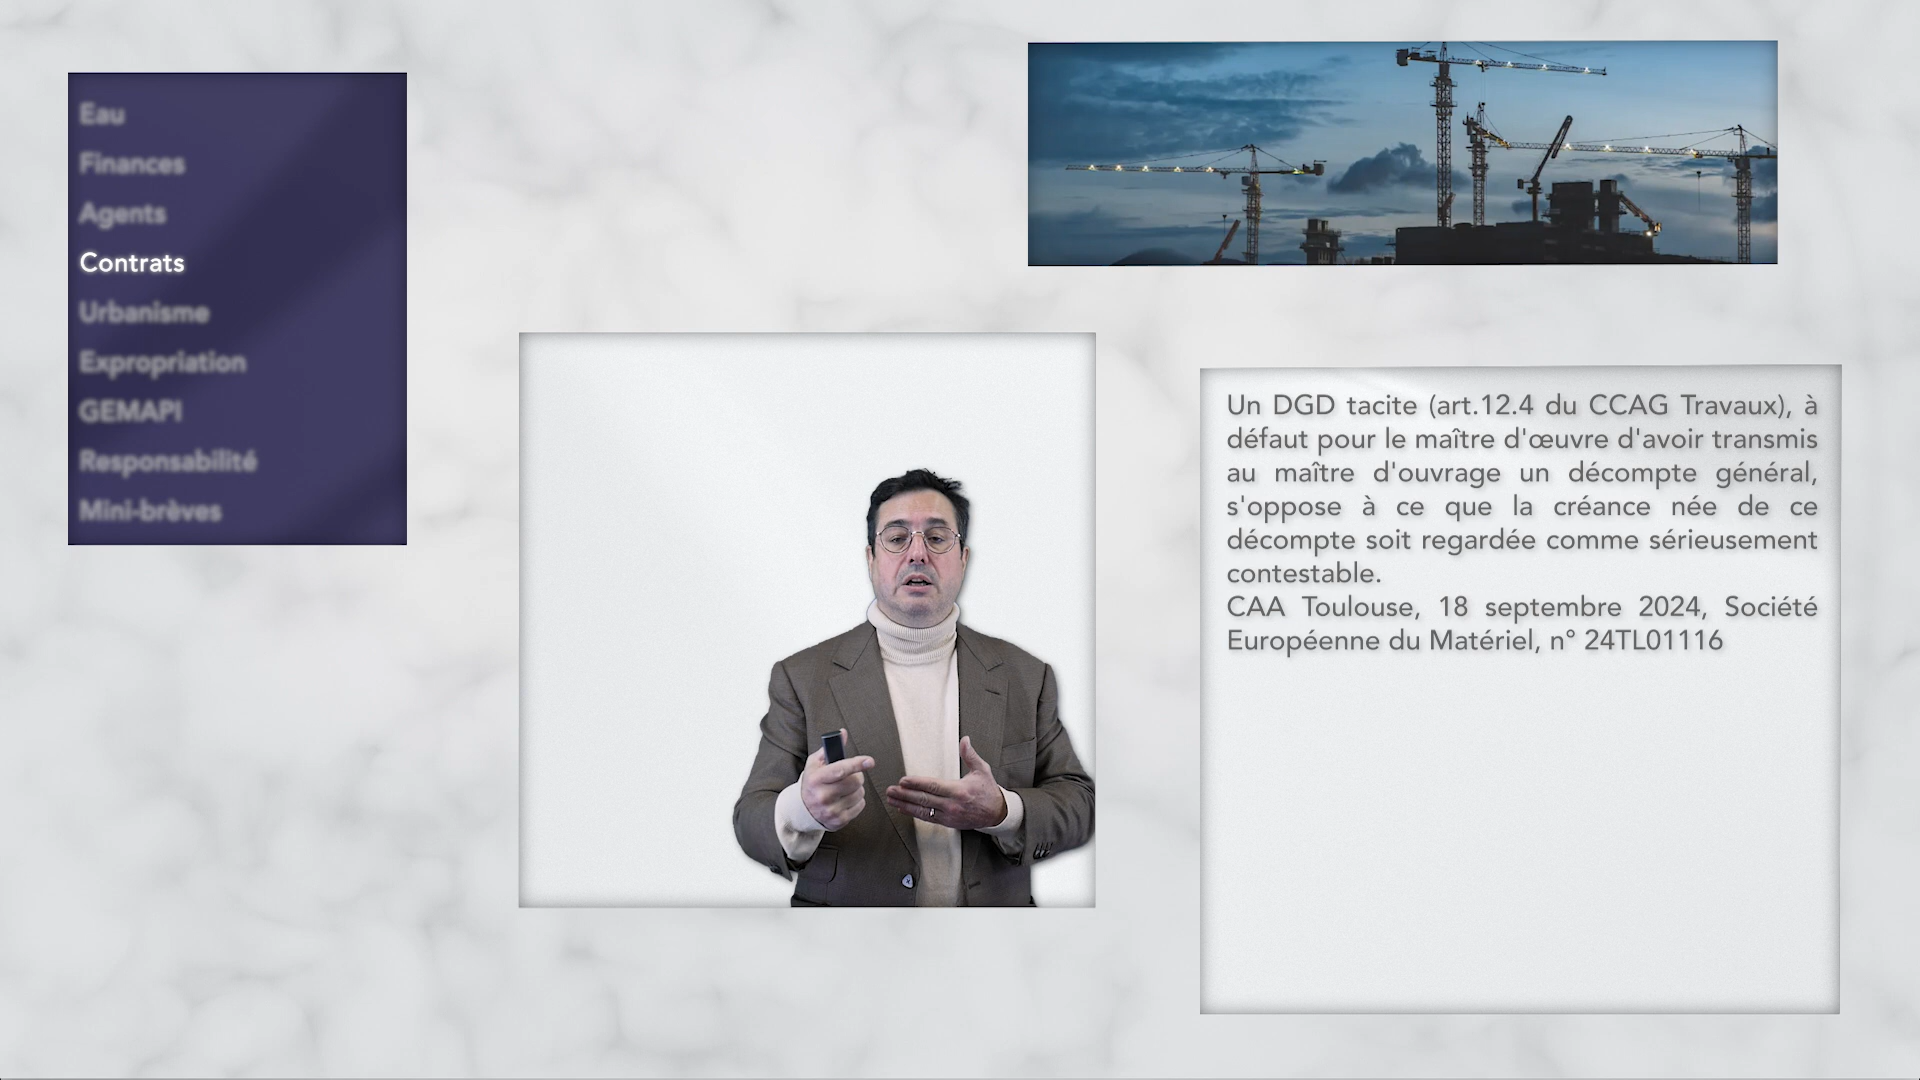 Eau
Finances
Agents
Contrats
Urbanisme
Expropriation
GEMAPI
Responsabilité
Mini-brèves
Un DGD tacite (art.12.4 du CCAG Travaux), à
défaut pour le maître d'œuvre d'avoir transmis
au maître d'ouvrage un décompte général,
s'oppose à ce que la créance née de ce
décompte soit regardée comme sérieusement
contestable.
CAA Toulouse, 18 septembre 2024, Société
Européenne du Matériel, n° 24TL01116